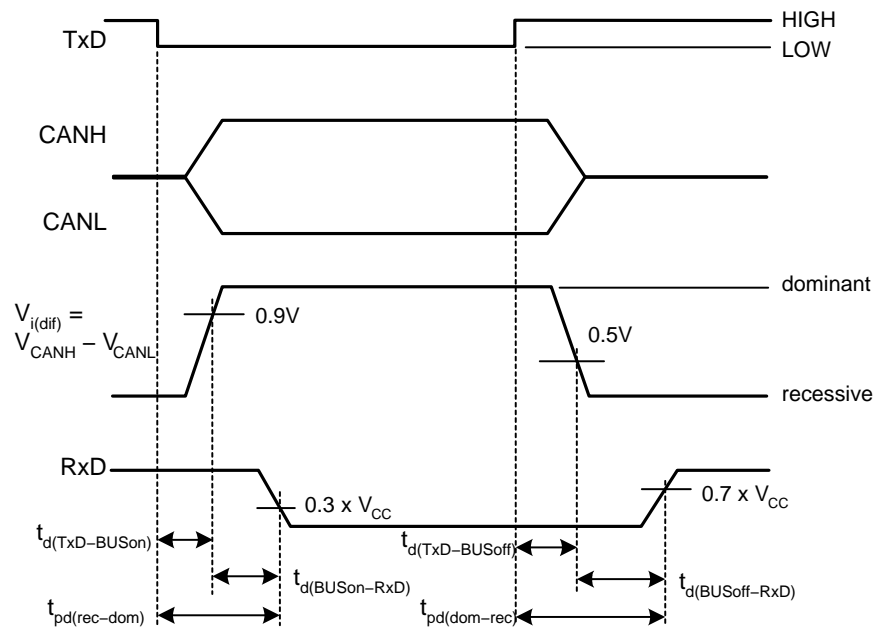 HIGH
TxD
LOW
CANH
CANL
dominant
V_i(dif) =
V_CANH – V_CANL
0.9V
0.5V
recessive
RxD
0.3 x V_CC
0.7 x V_CC
t_d(TxD–BUSon)
t_d(TxD–BUSoff)
t_d(BUSon–RxD)
t_d(BUSoff–RxD)
t_pd(rec–dom)
t_pd(dom–rec)